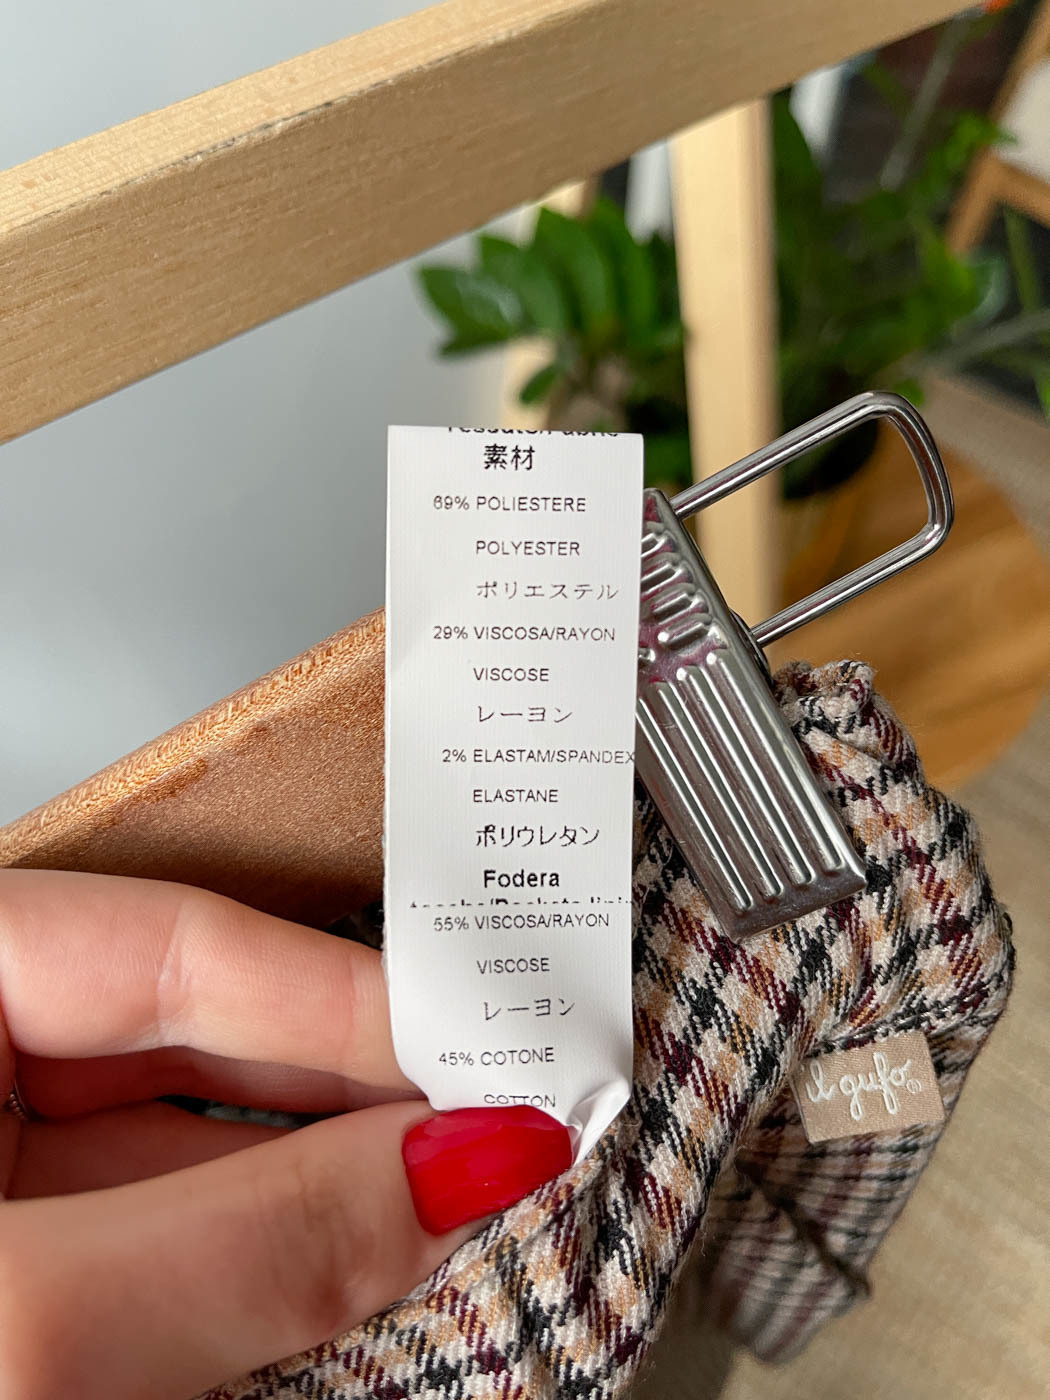 素材
69% POLIESTERE
POLYESTER
ポリエステル
29% VISCOSA/RAYON
VISCOSE
レーヨン
2% ELASTAM/SPANDEX
ELASTANE
ポリウレタン
Fodera
55% VISCOSA/RAYON
VISCOSE
レーヨン
45% COTONE
COTTON
il gufo®